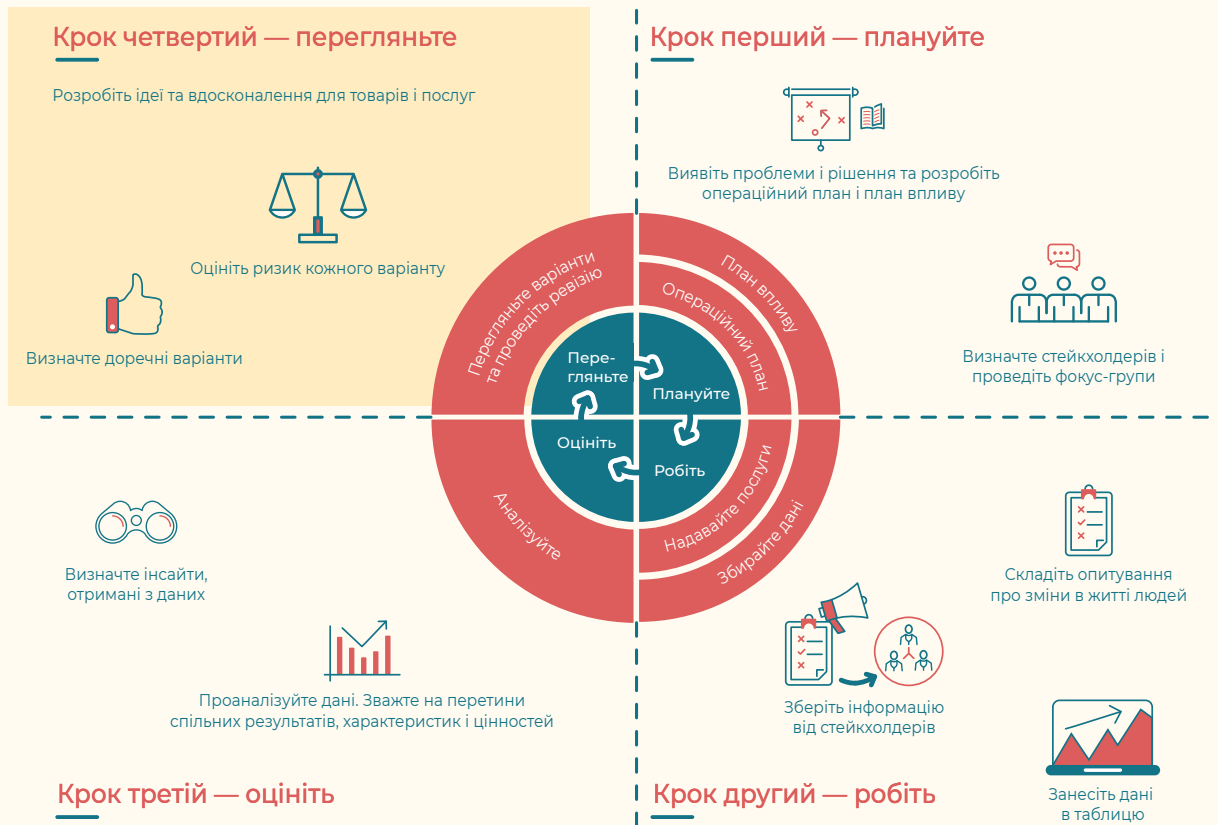 Крок четвертий — перегляньте
Розробіть ідеї та вдосконалення для товарів і послуг
Оцініть ризик кожного варіанту
Визначте доречні варіанти
Крок перший — плануйте
Виявіть проблеми і рішення та розробіть
операційний план і план впливу
Визначте стейкхолдерів і
проведіть фокус-групи
Перегляньте варіанти
та проведіть ревізію
План впливу
Операційний план
Пере-
гляньте
Плануйте
Оцініть
Робіть
Аналізуйте
Надавайте послуги
Збирайте дані
Визначте інсайти,
отримані з даних
Проаналізуйте дані. Зважте на перетини
спільних результатів, характеристик і цінностей
Крок третій — оцініть
Складіть опитування
про зміни в житті людей
Зберіть інформацію
від стейкхолдерів
Занесіть дані
в таблицю
Крок другий — робіть